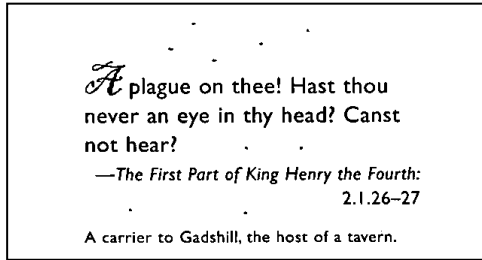 A plague on thee! Hast thou
never an eye in thy head? Canst
not hear?
—The First Part of King Henry the Fourth:
2.1.26–27
A carrier to Gadshill, the host of a tavern.